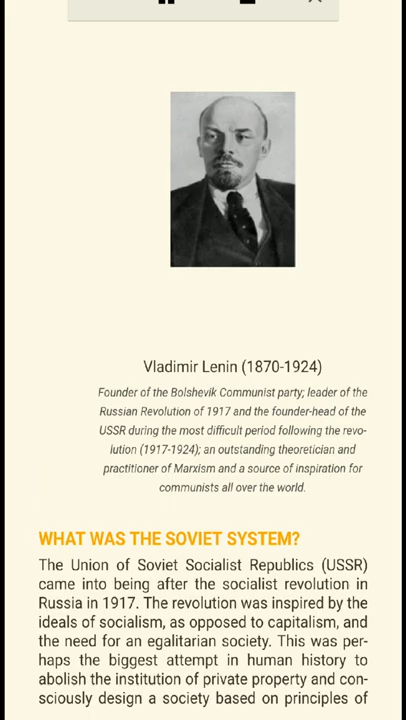 Vladimir Lenin (1870-1924)
Founder of the Bolshevik Communist party; leader of the
Russian Revolution of 1917 and the founder-head of the
USSR during the most difficult period following the revo-
lution (1917-1924); an outstanding theoretician and
practitioner of Marxism and a source of inspiration for
communists all over the world.
WHAT WAS THE SOVIET SYSTEM?
The Union of Soviet Socialist Republics (USSR)
came into being after the socialist revolution in
Russia in 1917. The revolution was inspired by the
ideals of socialism, as opposed to capitalism, and
the need for an egalitarian society. This was per-
haps the biggest attempt in human history to
abolish the institution of private property and con-
sciously design a society based on principles of